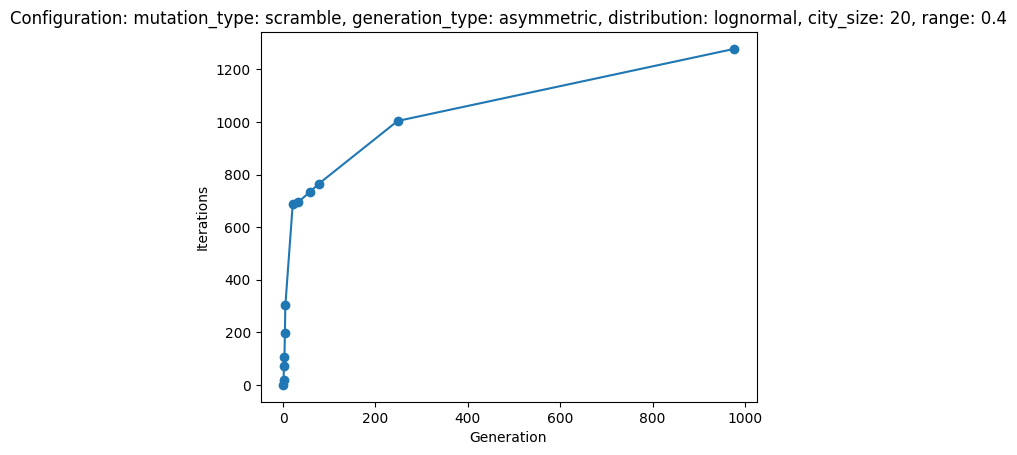 Configuration: mutation_type: scramble, generation_type: asymmetric, distribution: lognormal, city_size: 20, range: 0.4
1200
1000
800
600
400
200
0
Iterations
0 200 400 600 800 1000
Generation